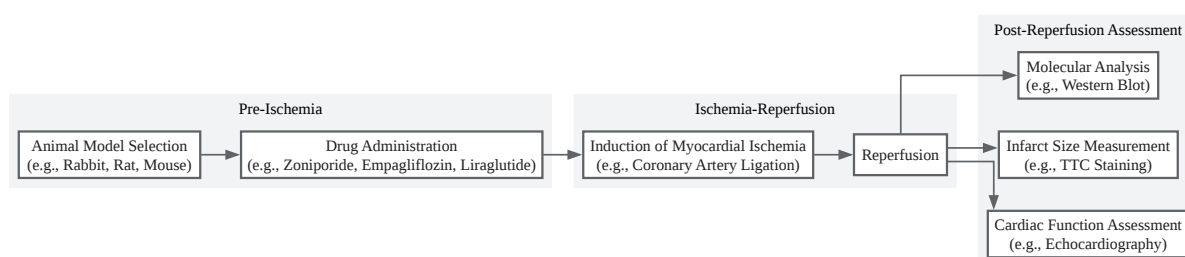 Post-Reperfusion Assessment
Molecular Analysis
(e.g., Western Blot)
Pre-Ischemia
Ischemia-Reperfusion
Animal Model Selection
(e.g., Rabbit, Rat, Mouse)
Drug Administration
(e.g., Zoniporide, Empagliflozin, Liraglutide)
Induction of Myocardial Ischemia
(e.g., Coronary Artery Ligation)
Reperfusion
Infarct Size Measurement
(e.g., TTC Staining)
Cardiac Function Assessment
(e.g., Echocardiography)